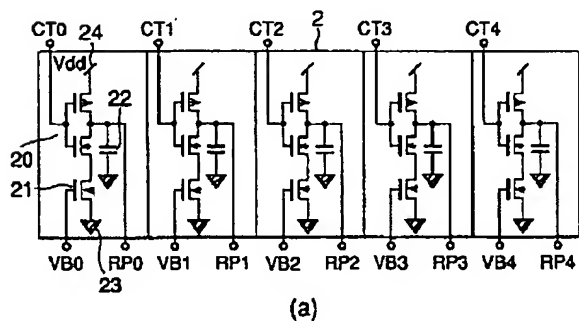 CT0 24 CT1 CT2 2 CT3 CT4
Vdd
22
20
21
VB0 RP0 VB1 RP1 VB2 RP2 VB3 RP3 VB4 RP4
23
(a)